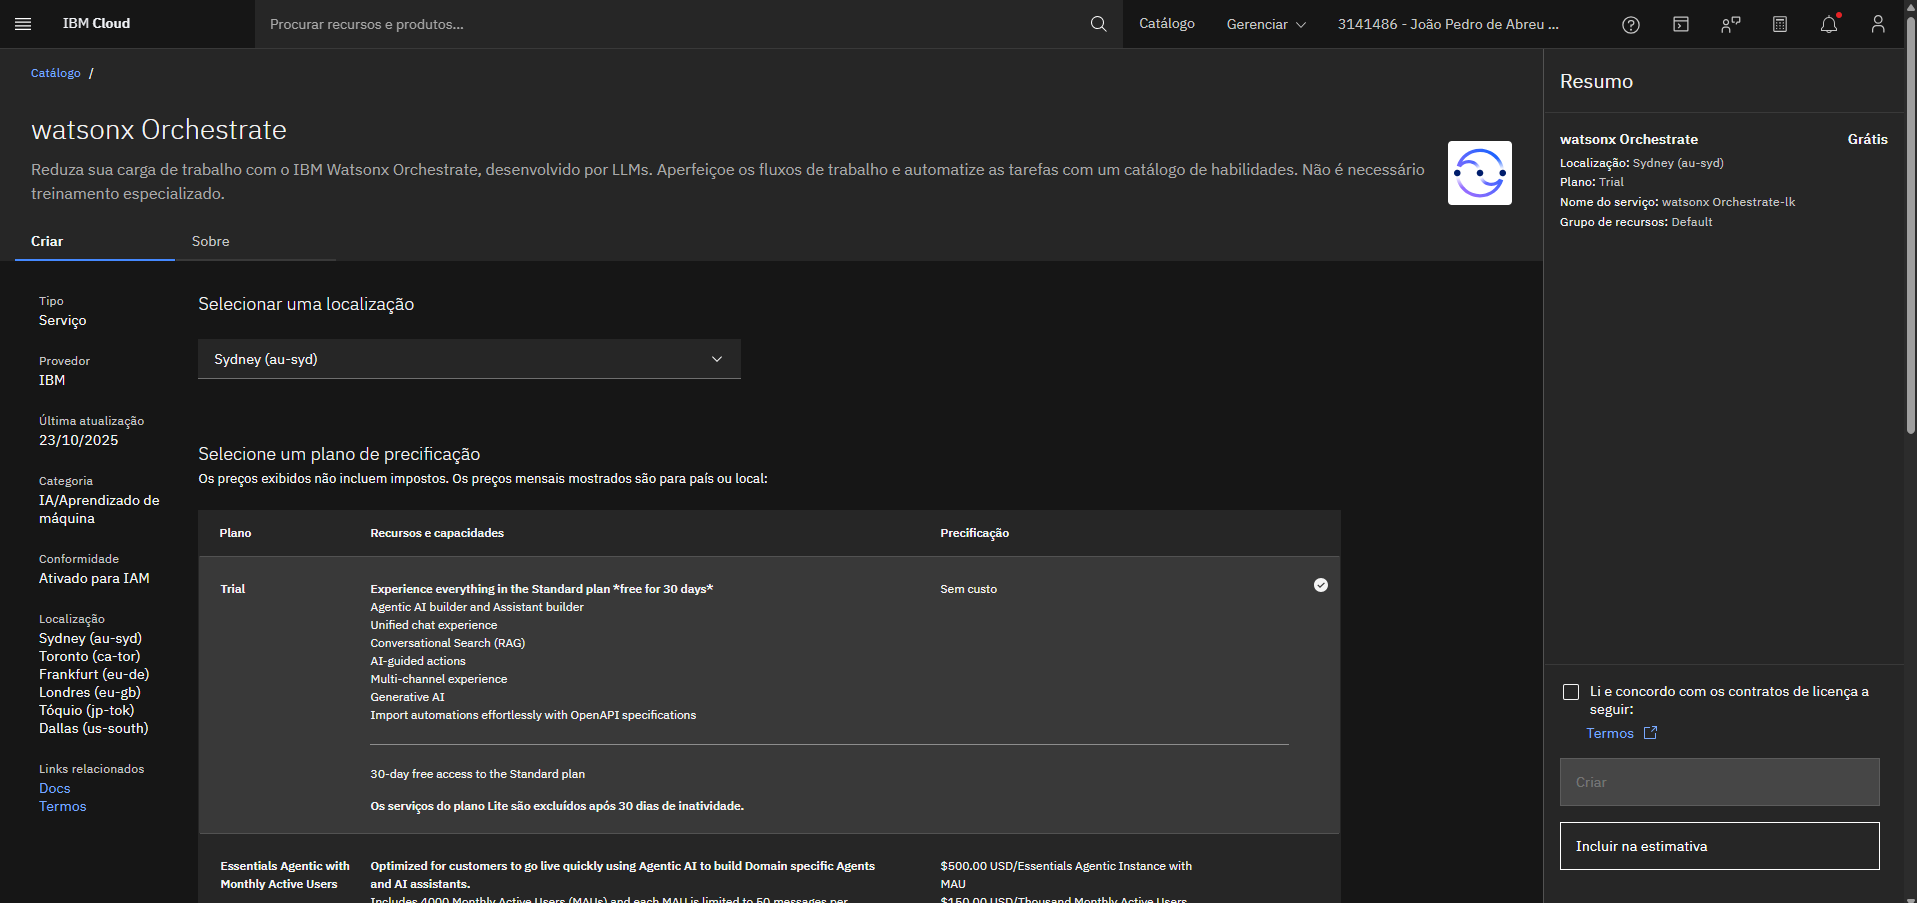 IBM Cloud
Procurar recursos e produtos...
Catálogo
Gerenciar
3141486 - João Pedro de Abreu ...
Catálogo /
watsonx Orchestrate
Reduza sua carga de trabalho com o IBM Watsonx Orchestrate, desenvolvido por LLMs. Aperfeiçoe os fluxos de trabalho e automatize as tarefas com um catálogo de habilidades. Não é necessário
treinamento especializado.
Criar
Sobre
Tipo
Serviço
Provedor
IBM
Última atualização
23/10/2025
Categoria
IA/Aprendizado de
máquina
Conformidade
Ativado para IAM
Localização
Sydney (au-syd)
Toronto (ca-tor)
Frankfurt (eu-de)
Londres (eu-gb)
Tóquio (jp-tok)
Dallas (us-south)
Links relacionados
Docs
Termos
Selecionar uma localização
Sydney (au-syd)
Selecione um plano de precificação
Os preços exibidos não incluem impostos. Os preços mensais mostrados são para país ou local:
Plano
Recursos e capacidades
Precificação
Trial
Experience everything in the Standard plan *free for 30 days*
Agentic AI builder and Assistant builder
Unified chat experience
Conversational Search (RAG)
AI-guided actions
Multi-channel experience
Generative AI
Import automations effortlessly with OpenAPI specifications
30-day free access to the Standard plan
Os serviços do plano Lite são excluídos após 30 dias de inatividade.
Sem custo
Essentials Agentic with
Monthly Active Users
Optimized for customers to go live quickly using Agentic AI to build Domain specific Agents
and AI assistants.
Includes 4000 Monthly Active Users (MAUs) and each MAU is limited to 50 messages per
$500.00 USD/Essentials Agentic Instance with
MAU
$150.00 USD/Thousand Monthly Active Users
Resumo
watsonx Orchestrate
Grátis
Localização: Sydney (au-syd)
Plano: Trial
Nome do serviço: watsonx Orchestrate-lk
Grupo de recursos: Default
Li e concordo com os contratos de licença a
seguir:
Termos
Criar
Incluir na estimativa